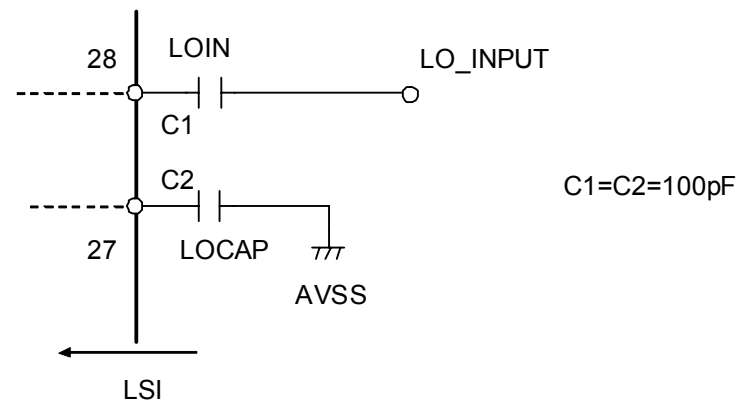 28
LOIN
LO_INPUT
C1
C2
C1=C2=100pF
27
LOCAP
AVSS
LSI